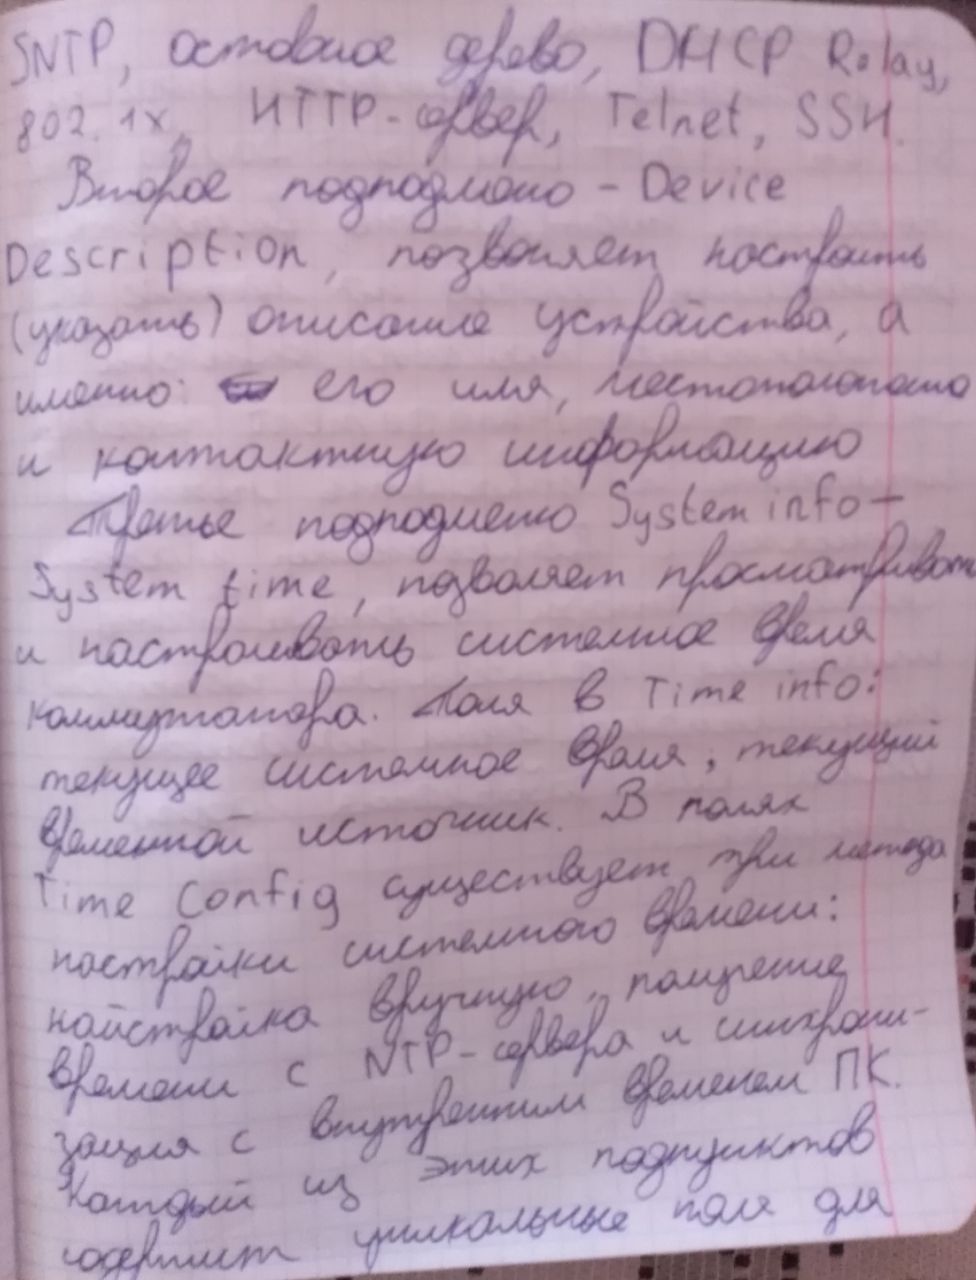 SNTP, остовное дерево, DHCP Relay,
802.1x, HTTP-сервер, Telnet, SSH.
Второе подподменю - Device
Description, позволяет настроить
(указать) описание устройства, а
именно: его имя, местоположение
и контактную информацию
Третье подподменю System info -
System time, позволяет просматривать
и настраивать системное время
коммутатора. Поля в Time info:
текущее системное время, текущий
временной источник. В полях
Time Config существует три метода
настройки системного времени:
найстройка вручную, получение
времени с NTP-сервера и синхрони-
зация с внутренним временем ПК.
Каждый из этих подпунктов
содержит уникальные поля для